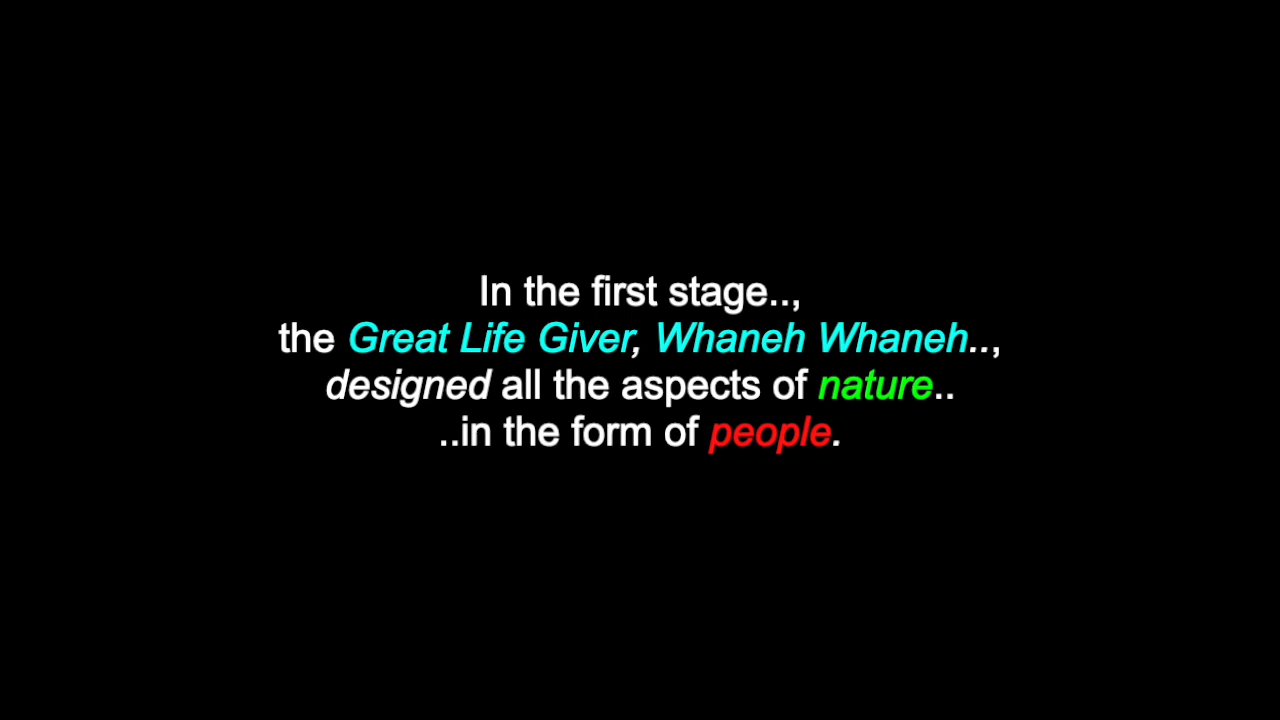 In the first stage..,
the Great Life Giver, Whaneh Whaneh..,
designed all the aspects of nature..
..in the form of people.